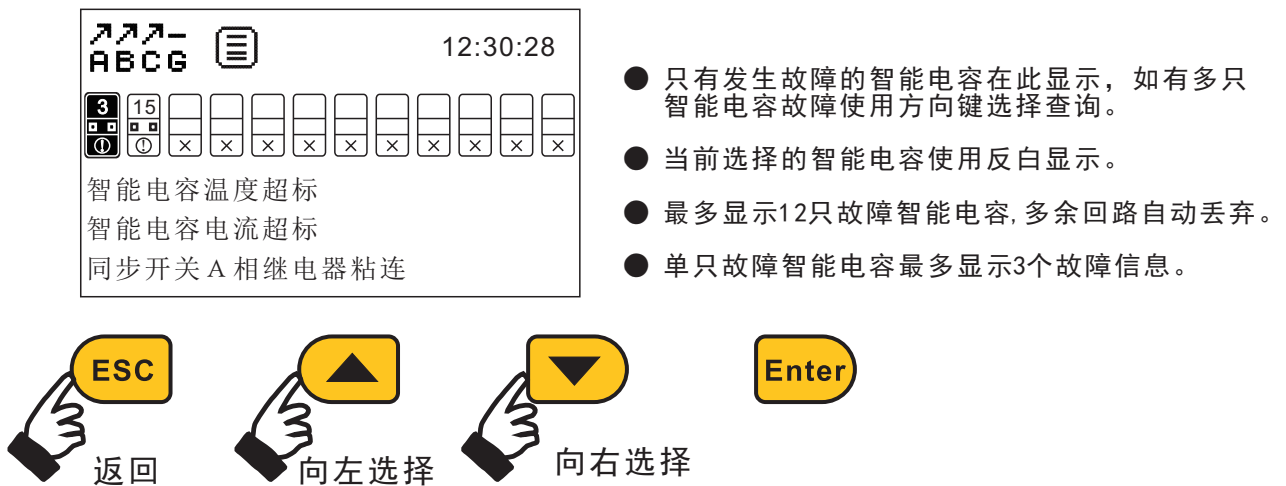 ABCG
12:30:28
3 15
智能电容温度超标
智能电容电流超标
同步开关A相继电器粘连
● 只有发生故障的智能电容在此显示，如有多只
智能电容故障使用方向键选择查询。
● 当前选择的智能电容使用反白显示。
● 最多显示12只故障智能电容,多余回路自动丢弃。
● 单只故障智能电容最多显示3个故障信息。
ESC
Enter
返回
向左选择
向右选择